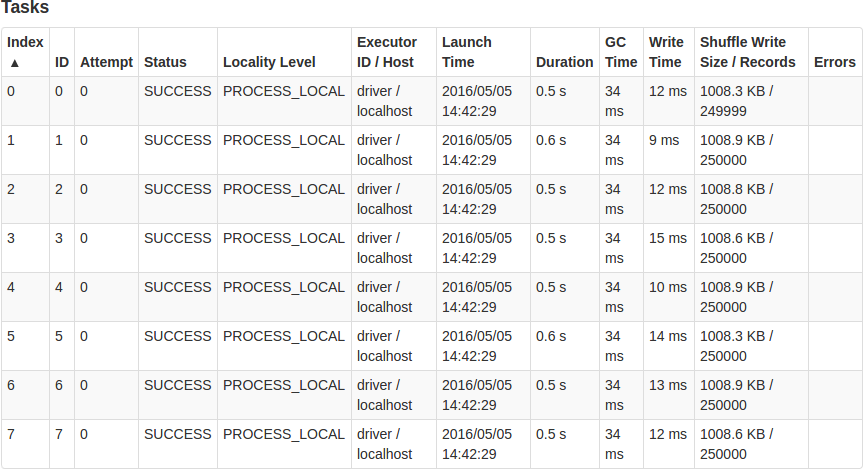 Tasks
Index ▲ ID Attempt Status Locality Level Executor ID / Host Launch Time Duration GC Time Write Time Shuffle Write Size / Records Errors
0 0 0 SUCCESS PROCESS_LOCAL driver / localhost 2016/05/05 14:42:29 0.5 s 34 ms 12 ms 1008.3 KB / 249999
1 1 0 SUCCESS PROCESS_LOCAL driver / localhost 2016/05/05 14:42:29 0.6 s 34 ms 9 ms 1008.9 KB / 250000
2 2 0 SUCCESS PROCESS_LOCAL driver / localhost 2016/05/05 14:42:29 0.5 s 34 ms 12 ms 1008.8 KB / 250000
3 3 0 SUCCESS PROCESS_LOCAL driver / localhost 2016/05/05 14:42:29 0.5 s 34 ms 15 ms 1008.6 KB / 250000
4 4 0 SUCCESS PROCESS_LOCAL driver / localhost 2016/05/05 14:42:29 0.5 s 34 ms 10 ms 1008.9 KB / 250000
5 5 0 SUCCESS PROCESS_LOCAL driver / localhost 2016/05/05 14:42:29 0.6 s 34 ms 14 ms 1008.3 KB / 250000
6 6 0 SUCCESS PROCESS_LOCAL driver / localhost 2016/05/05 14:42:29 0.5 s 34 ms 13 ms 1008.9 KB / 250000
7 7 0 SUCCESS PROCESS_LOCAL driver / localhost 2016/05/05 14:42:29 0.5 s 34 ms 12 ms 1008.6 KB / 250000